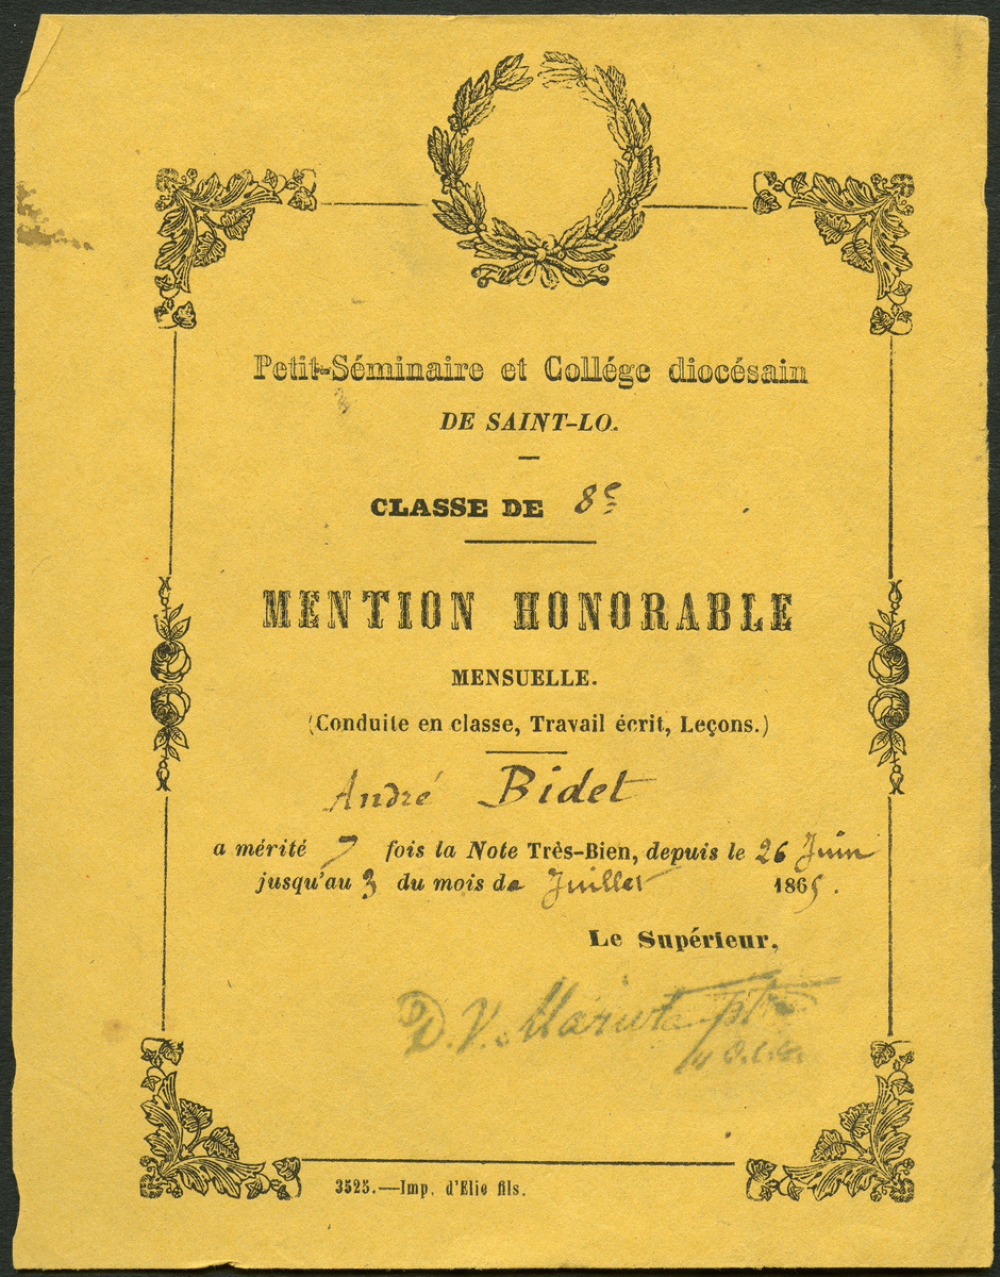 Petit-Séminaire et Collége diocésain
DE SAINT-LO.
CLASSE DE 8e
MENTION HONORABLE
MENSUELLE.
(Conduite en classe, Travail écrit, Leçons.)
André Bidet
a mérité 7 fois la Note Très-Bien, depuis le 26 Juin
jusqu'au 3 du mois de Juillet 1865.
Le Supérieur,
D. V.
3525.—Imp. d'Elie fils.